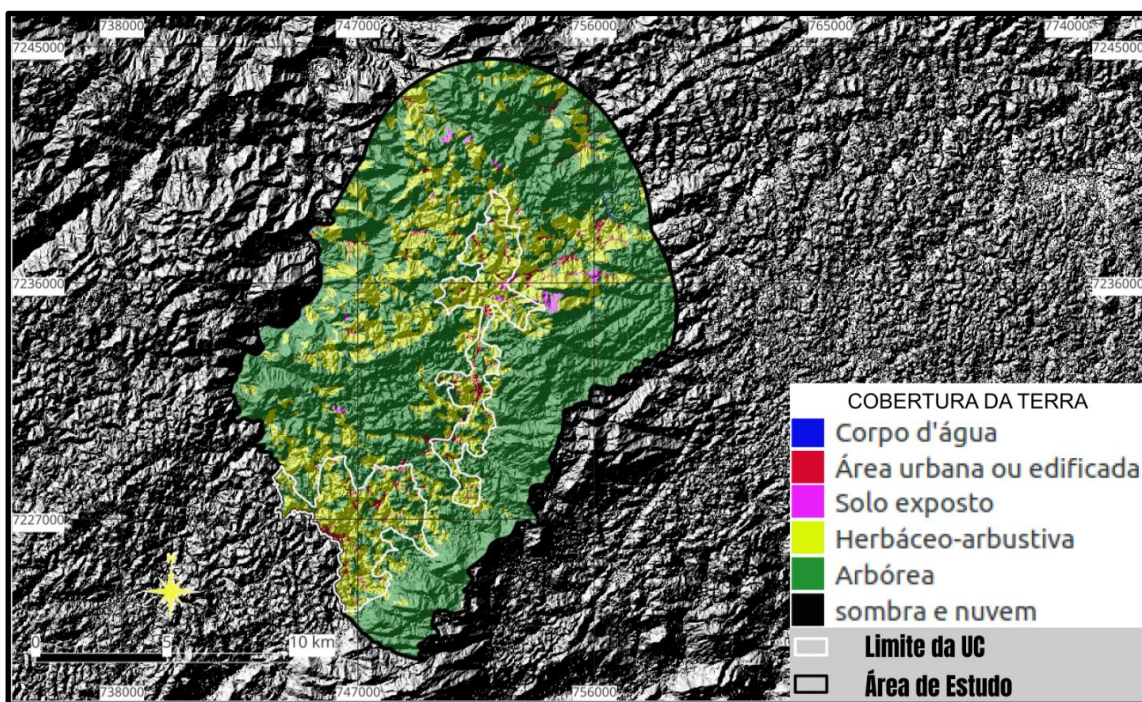 738000 747000 756000 765000 774000
7245000 7245000
7236000 7236000
COBERTURA DA TERRA
Corpo d'água
Área urbana ou edificada
Solo exposto
Herbáceo-arbustiva
Arbórea
sombra e nuvem
Limite da UC
Área de Estudo
7227000
N
0 5 10 km
738000 747000 756000